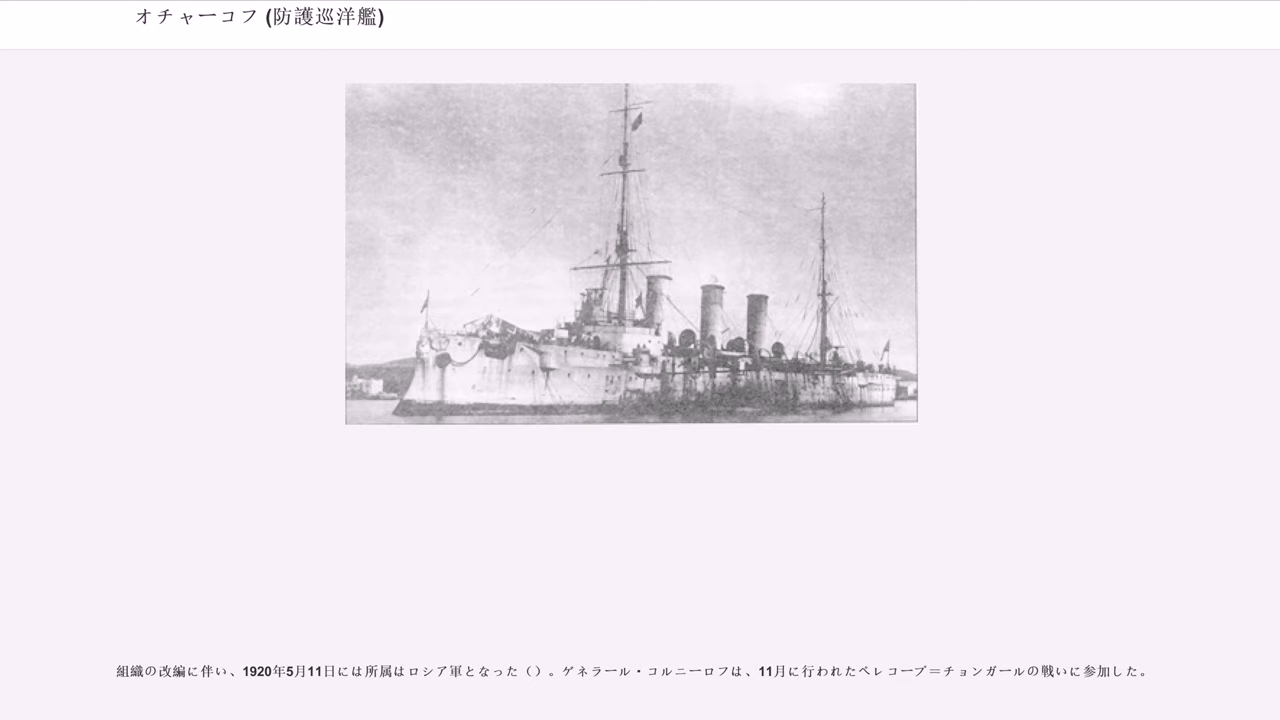 オチャーコフ (防護巡洋艦)
組織の改編に伴い、1920年5月11日には所属はロシア軍となった（）。ゲネラール・コルニーロフは、11月に行われたペレコープ＝チョンガールの戦いに参加した。